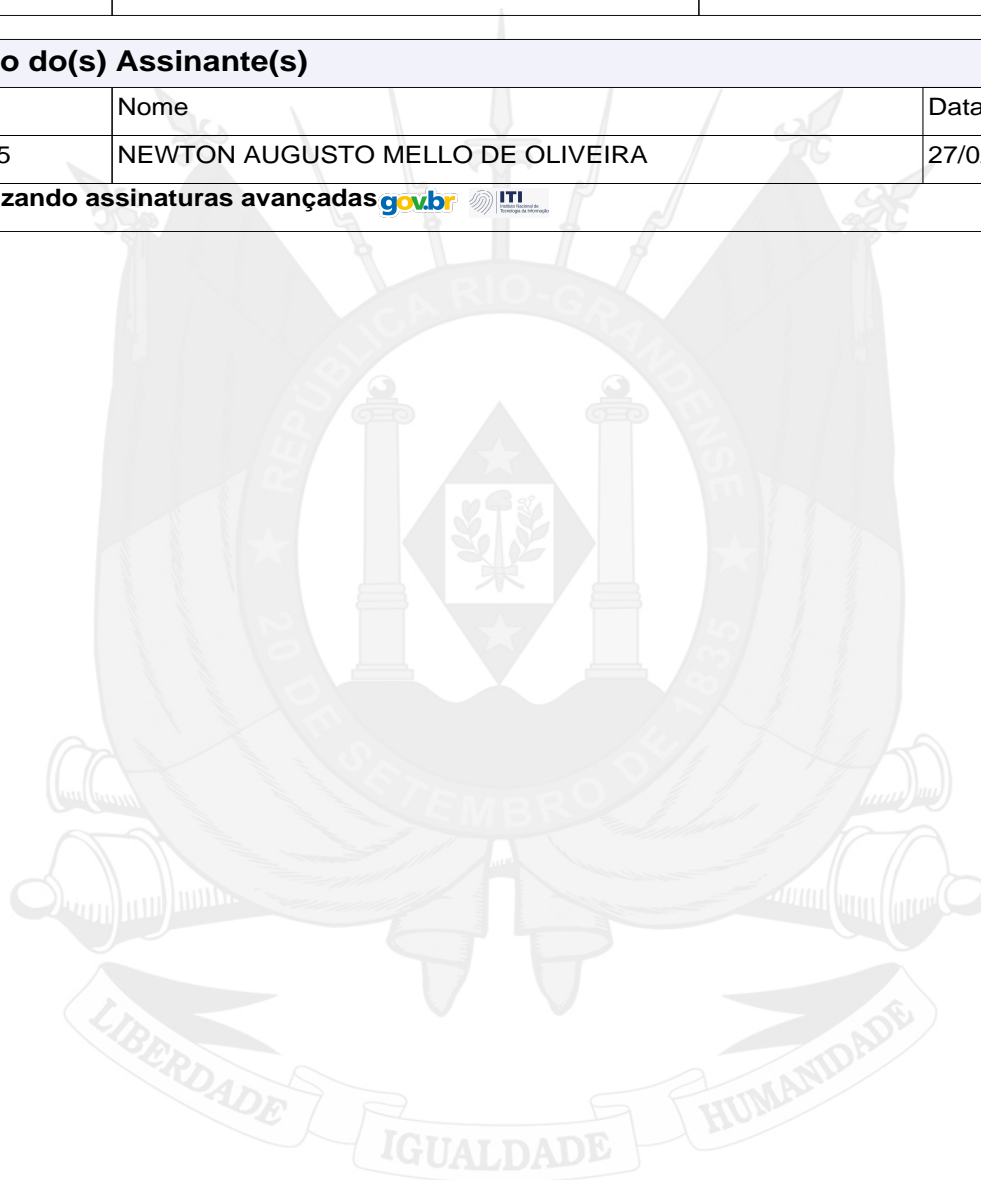 o do(s) Assinante(s)
Nome Data
5 NEWTON AUGUSTO MELLO DE OLIVEIRA 27/0
zando assinaturas avançadas gov.br ITI
REPÚBLICA RIO-GRANDENSE
20 DE SETEMBRO DE 1835
LIBERDADE IGUALDADE HUMANIDADE